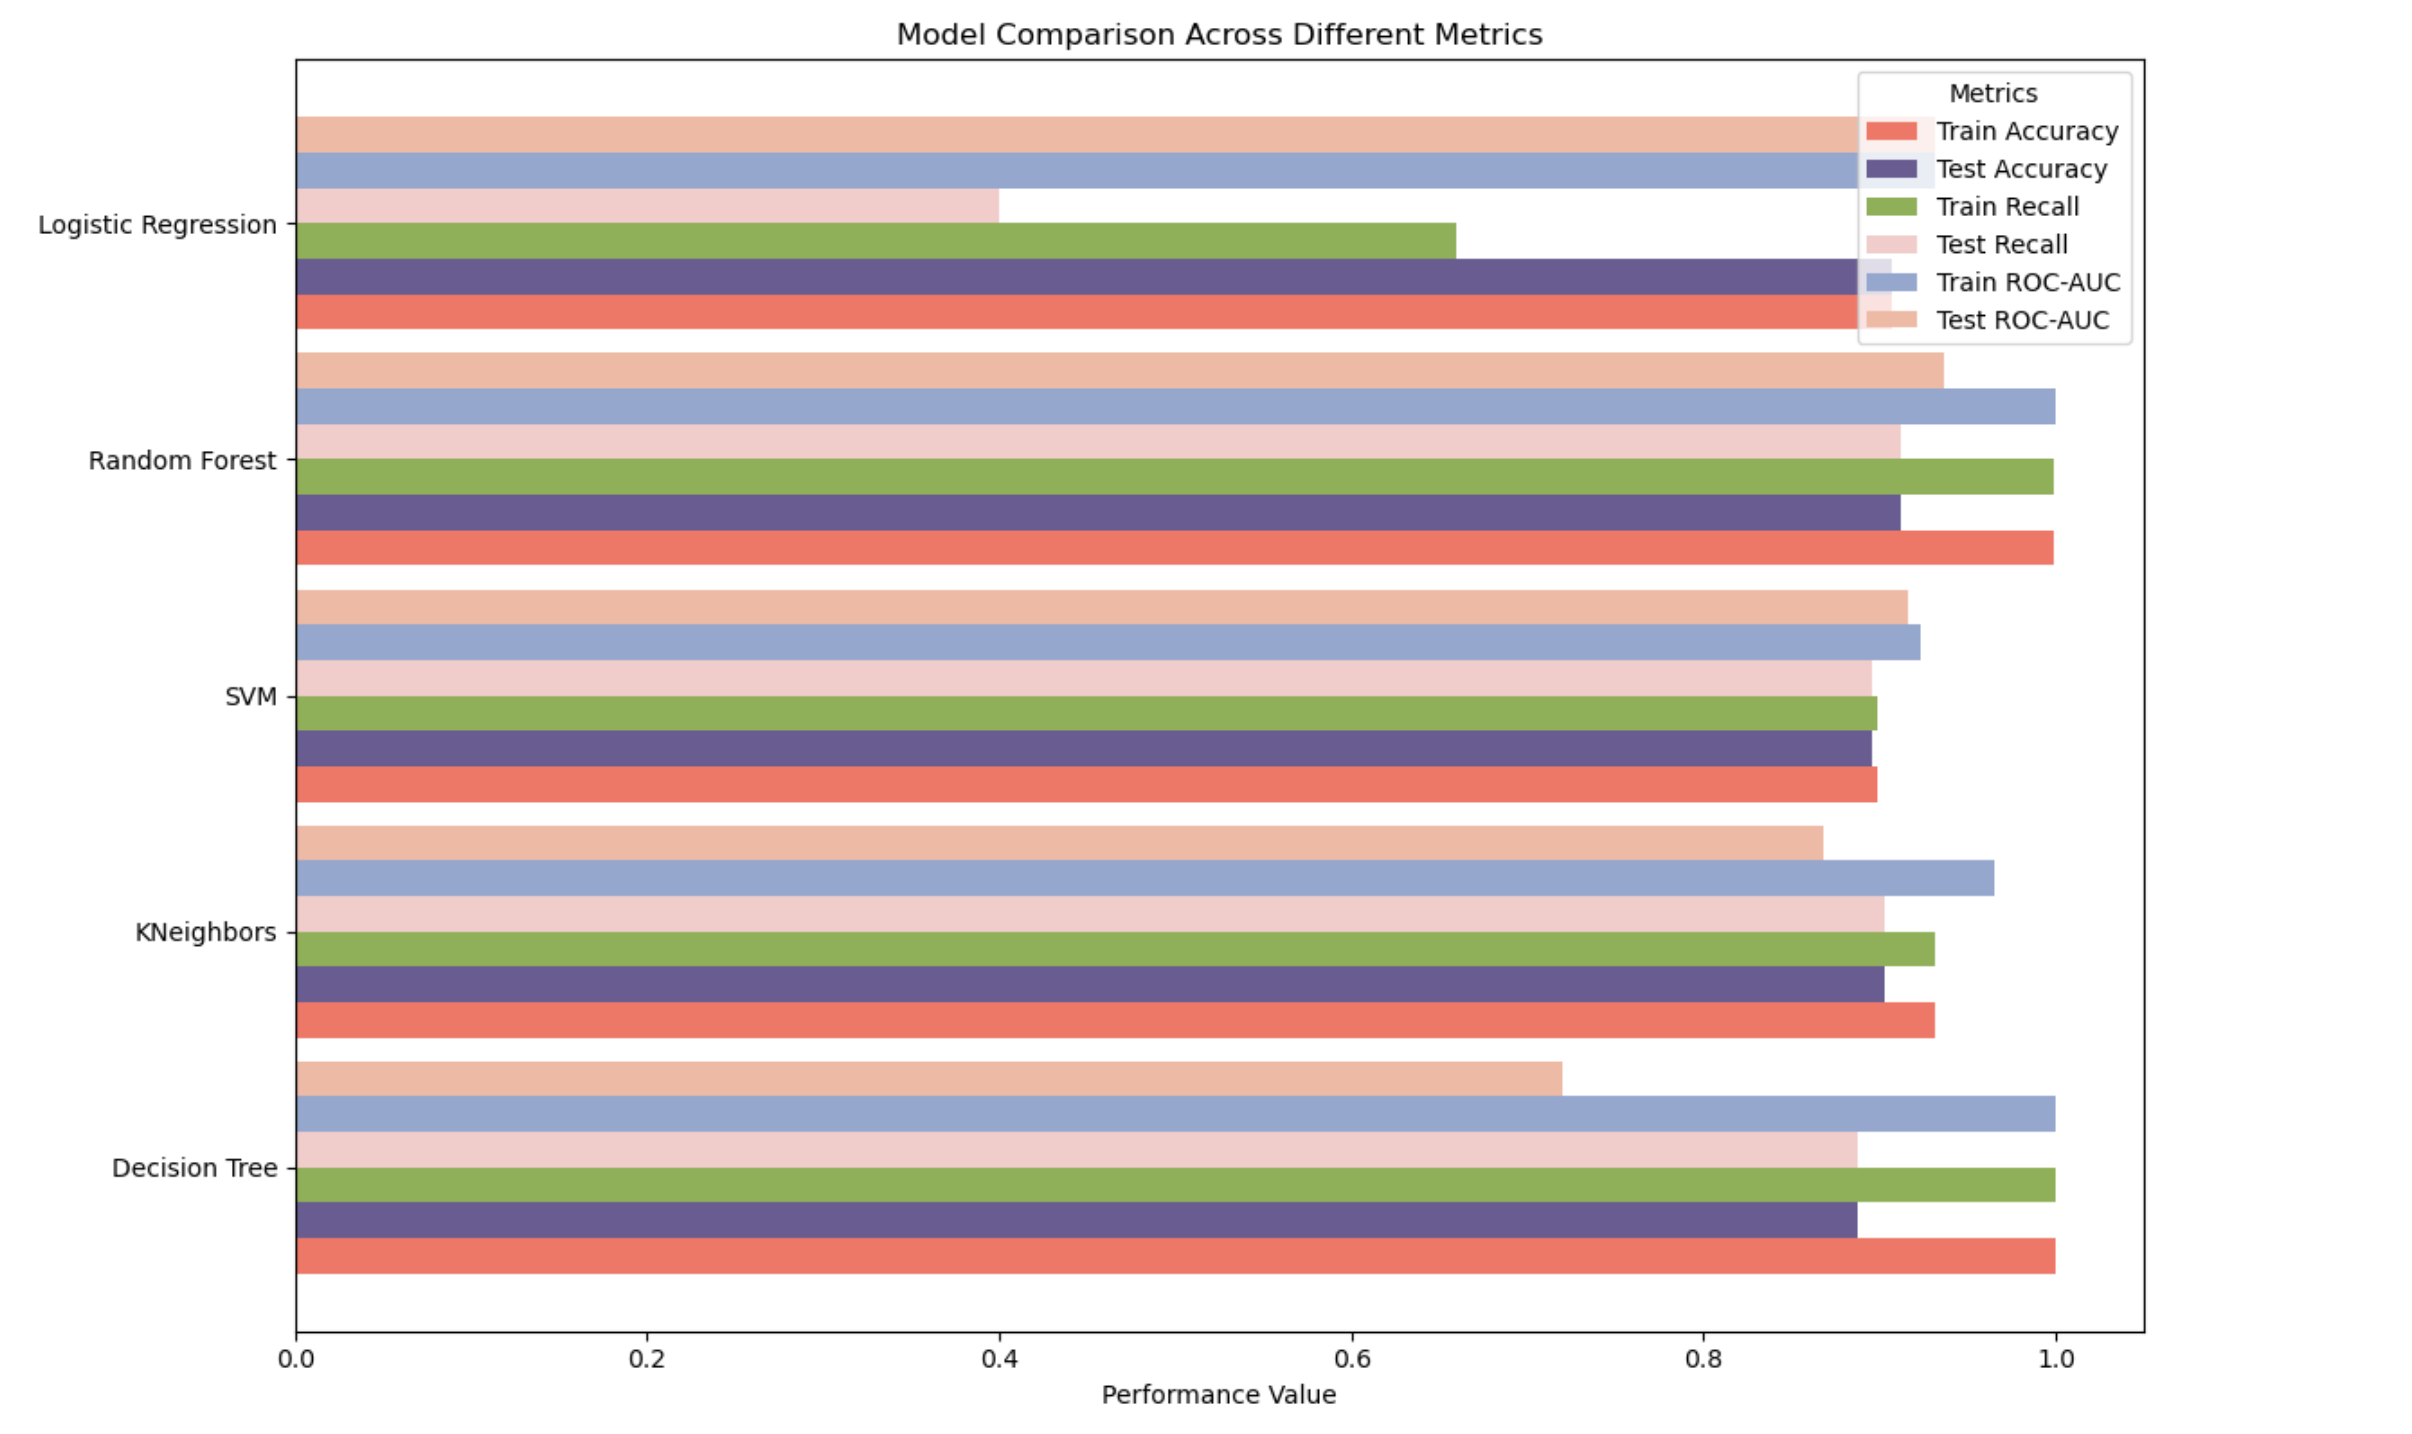 Model Comparison Across Different Metrics
Metrics
Train Accuracy
Test Accuracy
Train Recall
Test Recall
Train ROC-AUC
Test ROC-AUC
Logistic Regression
Random Forest
SVM
KNeighbors
Decision Tree
0.0 0.2 0.4 0.6 0.8 1.0
Performance Value